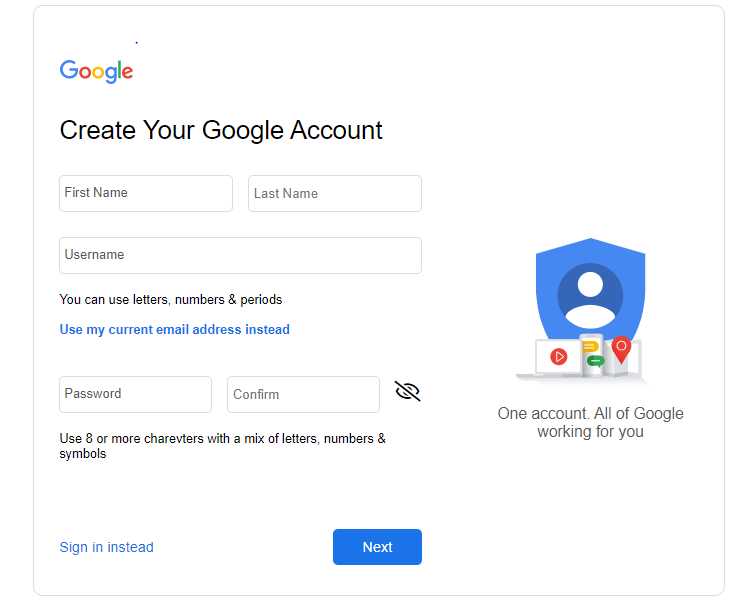 Google
Create Your Google Account
First Name
Last Name
Username
You can use letters, numbers & periods
Use my current email address instead
Password
Confirm
Use 8 or more charevters with a mix of letters, numbers &
symbols
Sign in instead
Next
One account. All of Google
working for you